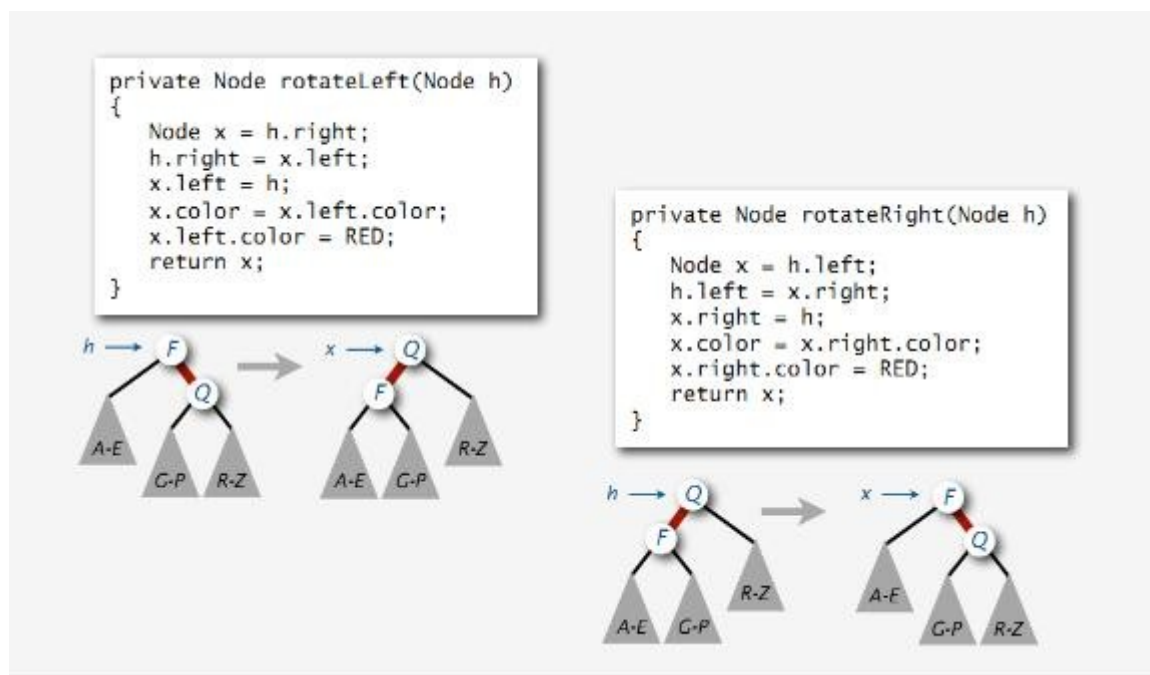 private Node rotateLeft(Node h)
{
   Node x = h.right;
   h.right = x.left;
   x.left = h;
   x.color = x.left.color;
   x.left.color = RED;
   return x;
}
h F x Q
Q F
A-E G-P R-Z A-E G-P R-Z
private Node rotateRight(Node h)
{
   Node x = h.left;
   h.left = x.right;
   x.right = h;
   x.color = x.right.color;
   x.right.color = RED;
   return x;
}
h Q x F
F Q
R-Z A-E
A-E G-P G-P R-Z